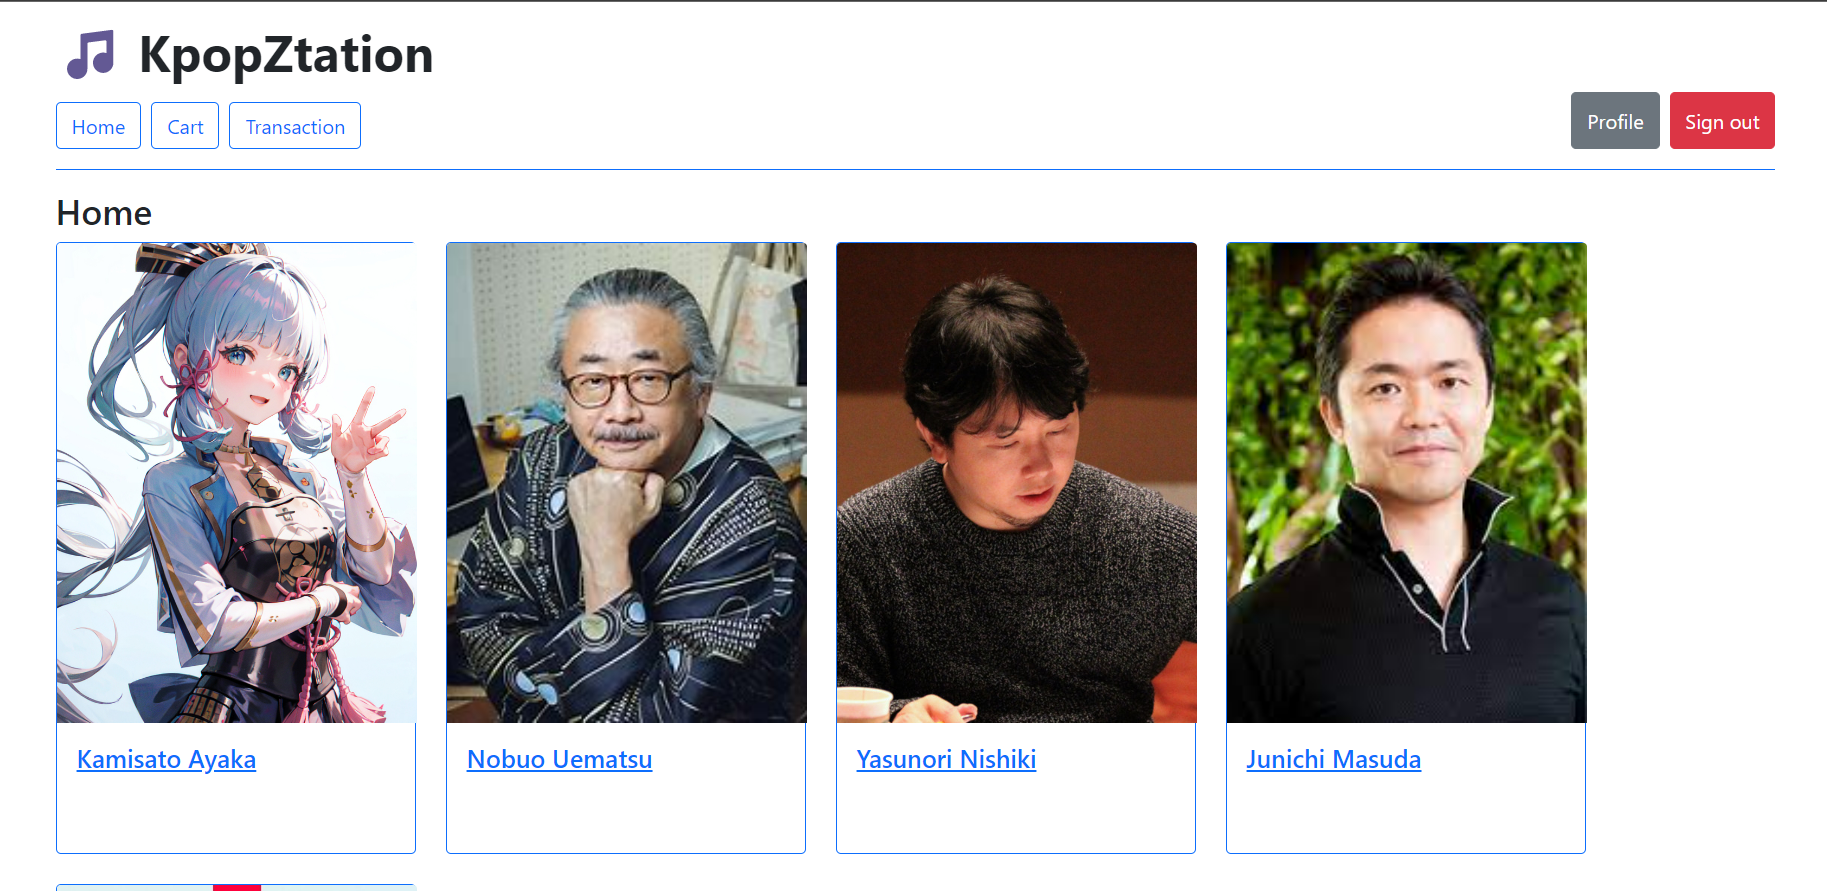 KpopZtation
Home Cart Transaction Profile Sign out
Home
Kamisato Ayaka
Nobuo Uematsu
Yasunori Nishiki
Junichi Masuda